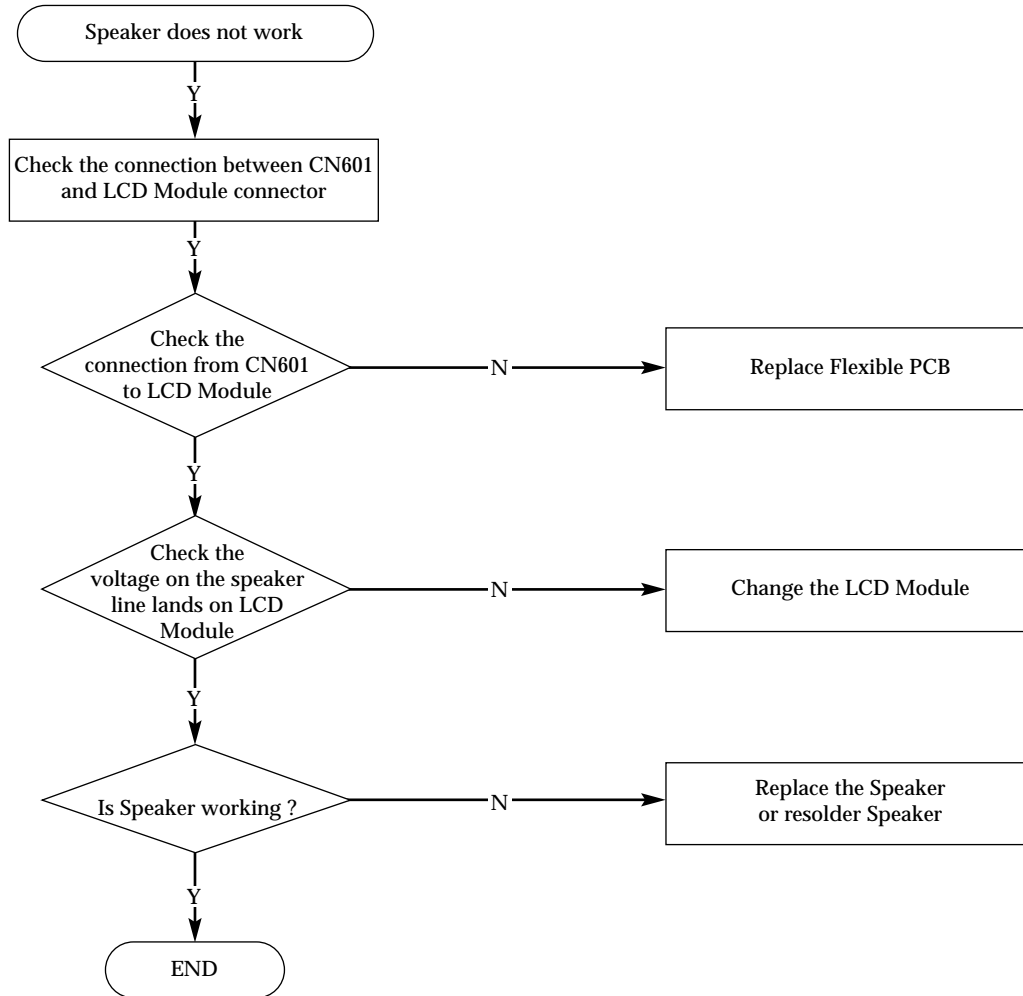 Speaker does not work
Y
Check the connection between CN601
and LCD Module connector
Y
Check the
connection from CN601
to LCD Module
N
Replace Flexible PCB
Y
Check the
voltage on the speaker
line lands on LCD
Module
N
Change the LCD Module
Y
Is Speaker working ?
N
Replace the Speaker
or resolder Speaker
Y
END